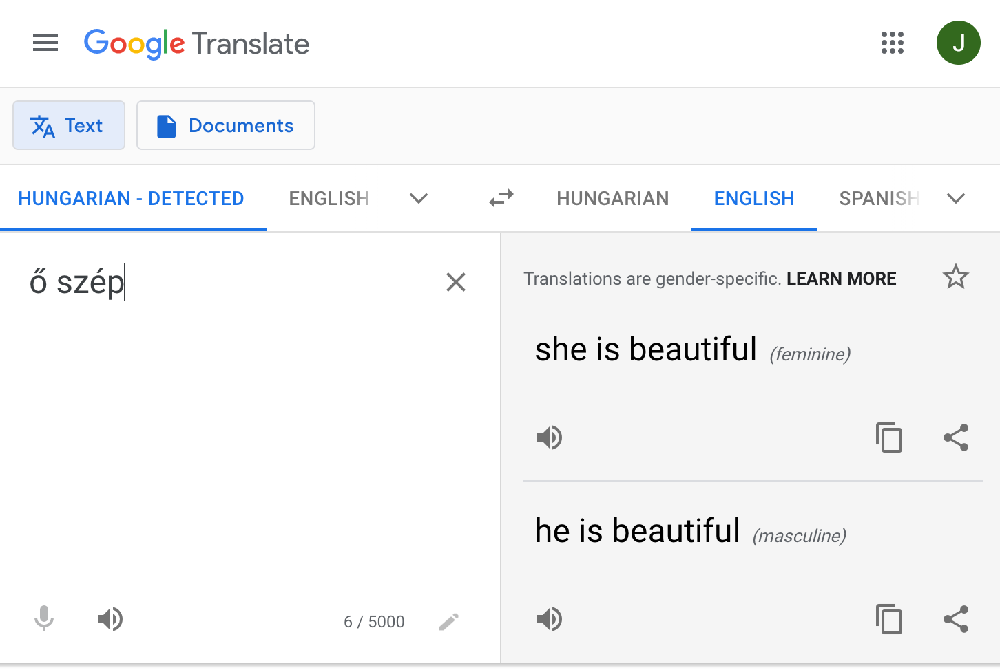 Google Translate
J
Text
Documents
HUNGARIAN - DETECTED
ENGLISH
HUNGARIAN
ENGLISH
SPANISH
ő szép
Translations are gender-specific. LEARN MORE
she is beautiful (feminine)
he is beautiful (masculine)
6 / 5000